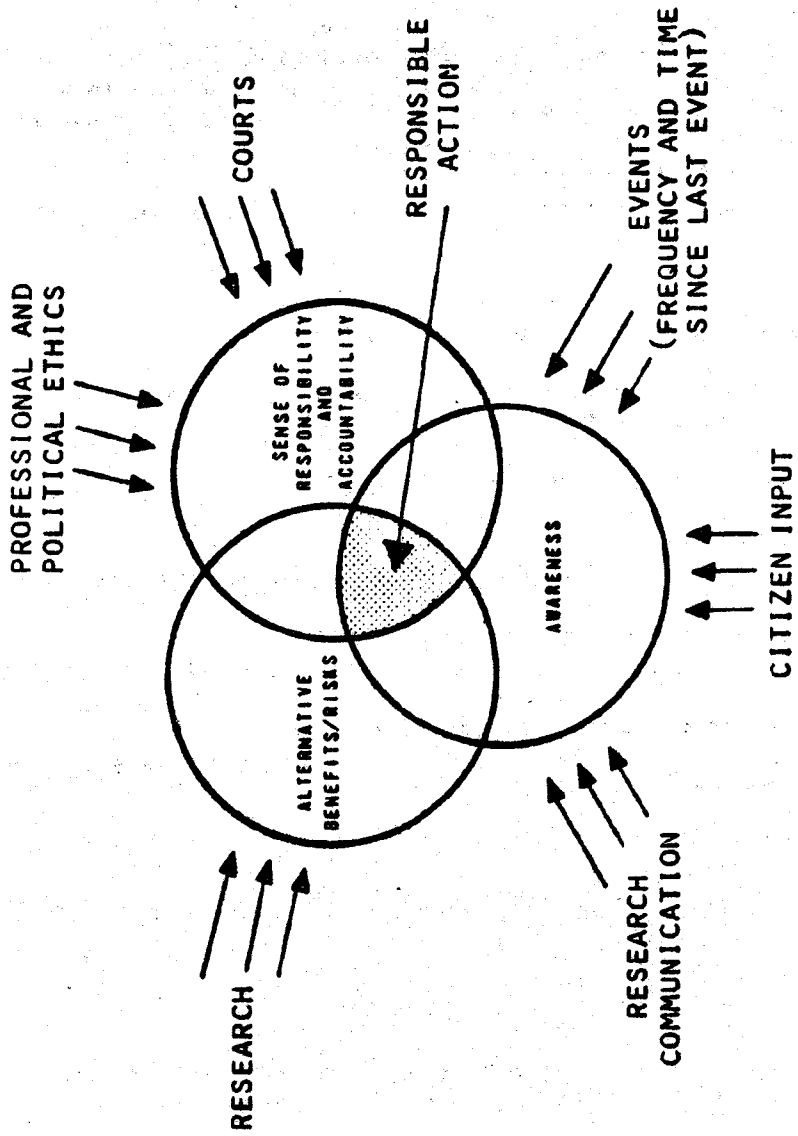 PROFESSIONAL AND
POLITICAL ETHICS
COURTS
RESEARCH
ALTERNATIVE
BENEFITS/RISKS
SENSE OF
RESPONSIBILITY
AND
ACCOUNTABILITY
RESPONSIBLE
ACTION
AWARENESS
RESEARCH
COMMUNICATION
CITIZEN INPUT
EVENTS
(FREQUENCY AND TIME
SINCE LAST EVENT)